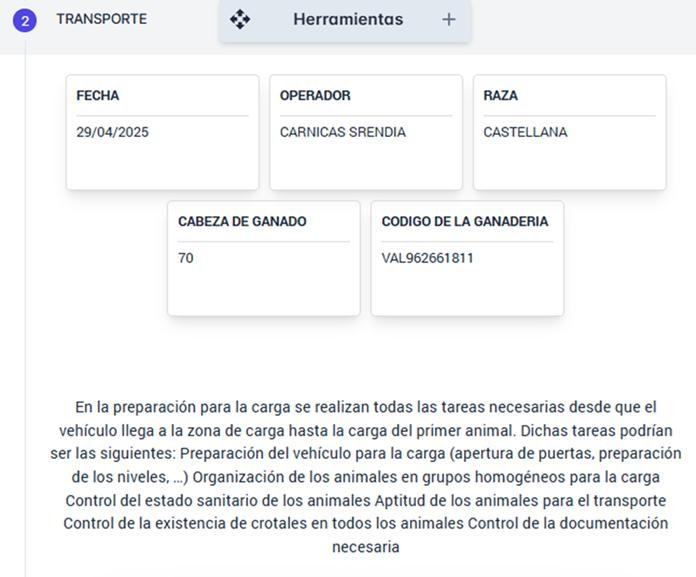 2 TRANSPORTE
Herramientas +
FECHA
29/04/2025
OPERADOR
CARNICAS SRENDIA
RAZA
CASTELLANA
CABEZA DE GANADO
70
CODIGO DE LA GANADERIA
VAL962661811
En la preparación para la carga se realizan todas las tareas necesarias desde que el
vehículo llega a la zona de carga hasta la carga del primer animal. Dichas tareas podrían
ser las siguientes: Preparación del vehículo para la carga (apertura de puertas, preparación
de los niveles, ...) Organización de los animales en grupos homogéneos para la carga
Control del estado sanitario de los animales Aptitud de los animales para el transporte
Control de la existencia de crotales en todos los animales Control de la documentación
necesaria